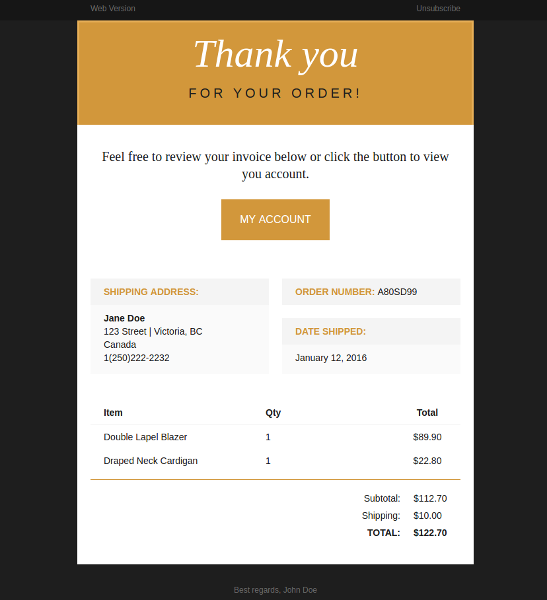 Web Version Unsubscribe
Thank you
FOR YOUR ORDER!
Feel free to review your invoice below or click the button to view
you account.
MY ACCOUNT
SHIPPING ADDRESS:
Jane Doe
123 Street | Victoria, BC
Canada
1(250)222-2232
ORDER NUMBER: A80SD99
DATE SHIPPED:
January 12, 2016
Item Qty Total
Double Lapel Blazer 1 $89.90
Draped Neck Cardigan 1 $22.80
Subtotal: $112.70
Shipping: $10.00
TOTAL: $122.70
Best regards, John Doe